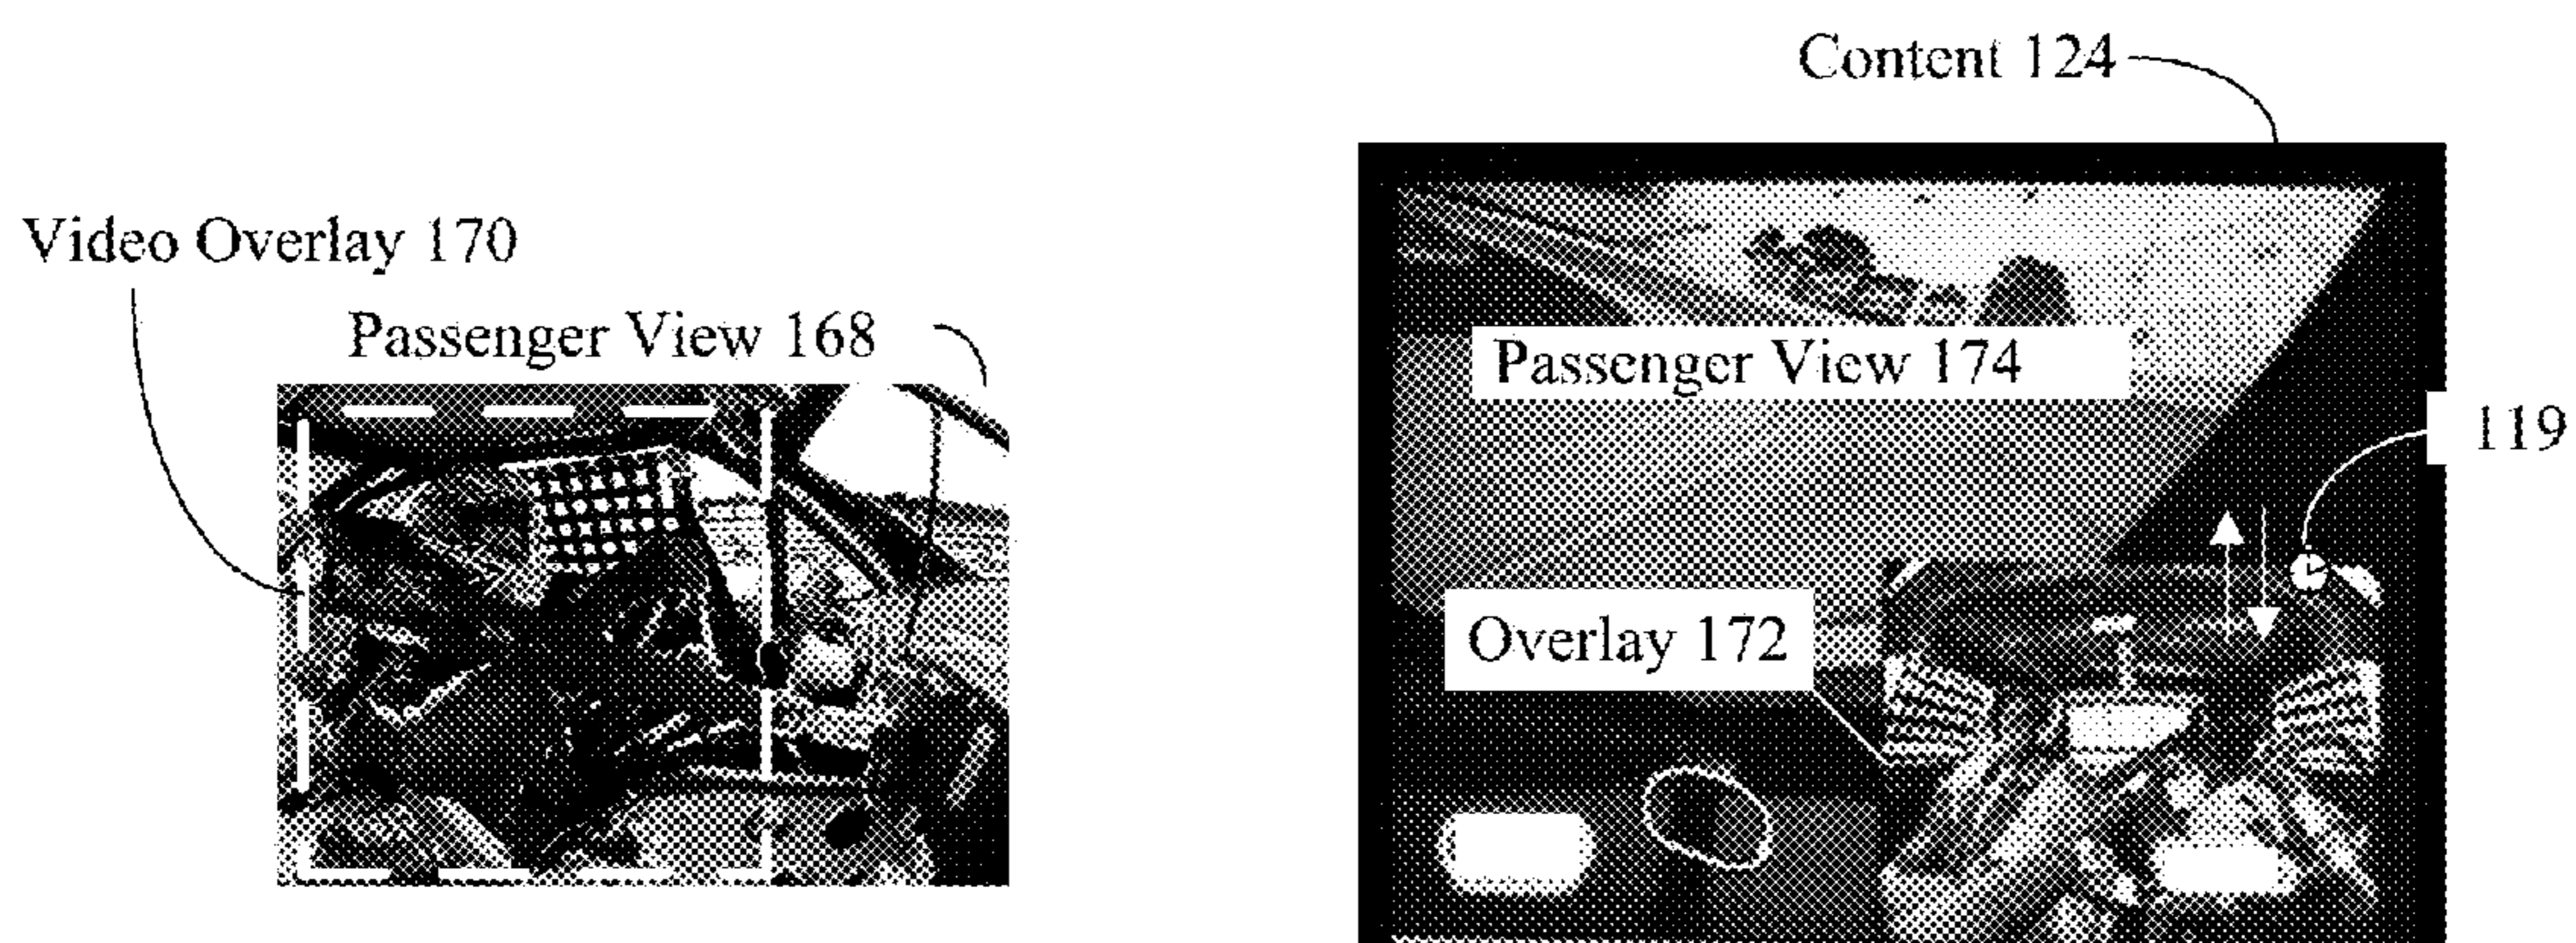 Content 124
Video Overlay 170
Passenger View 168
Passenger View 174
119
Overlay 172